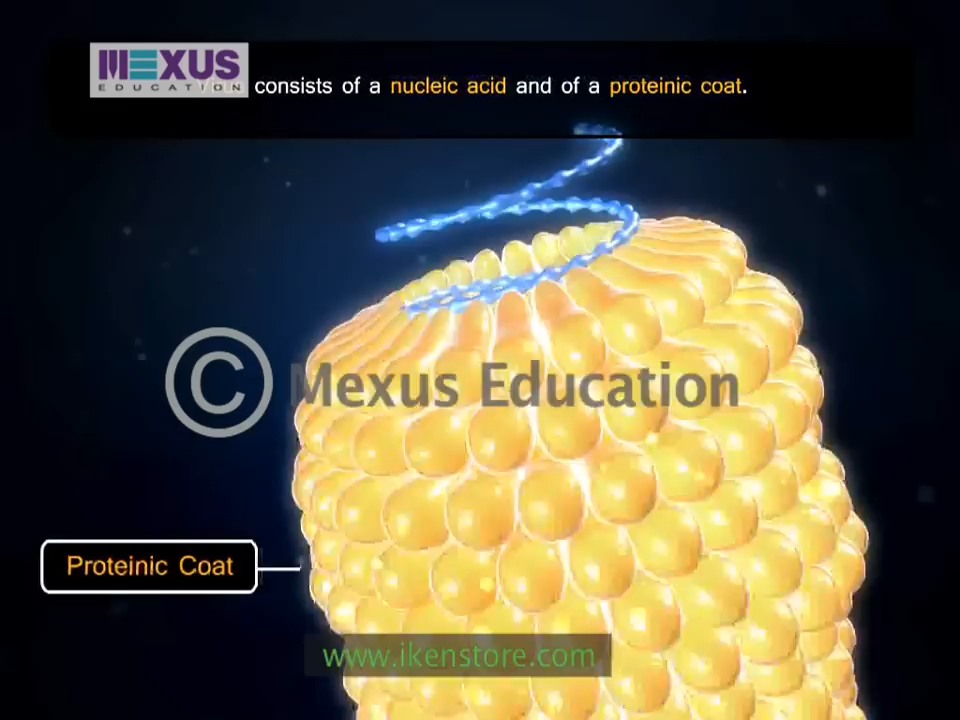 MEXUS
EDUCATION
consists of a nucleic acid and of a proteinic coat.
© Mexus Education
Proteinic Coat
www.ikenstore.com